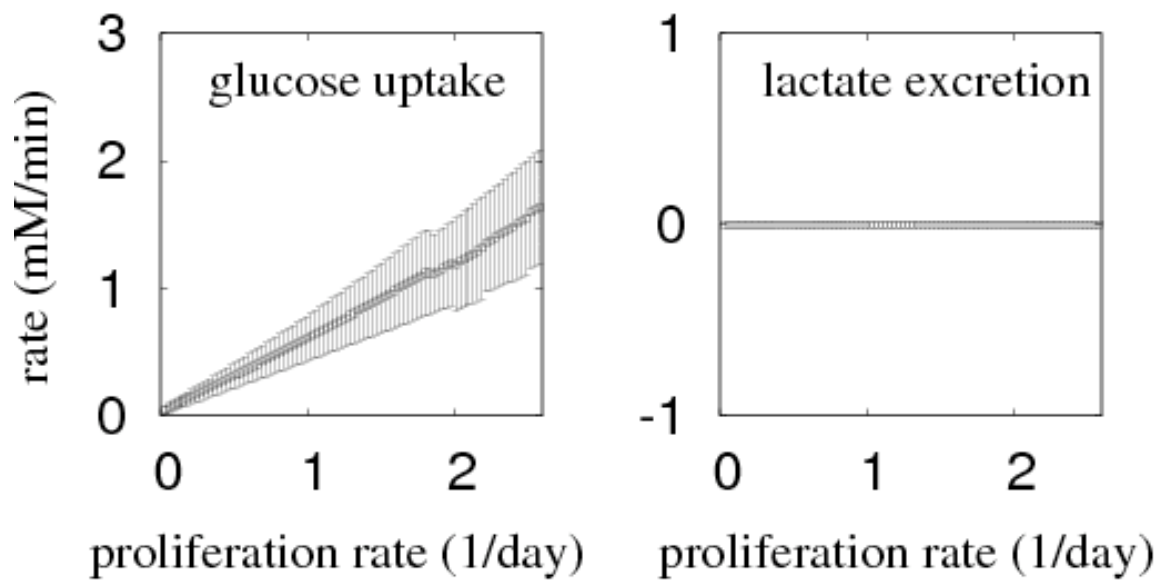 3
2
1
0
glucose uptake
rate (mM/min)
0 1 2
proliferation rate (1/day)
1
0
-1
lactate excretion
0 1 2
proliferation rate (1/day)